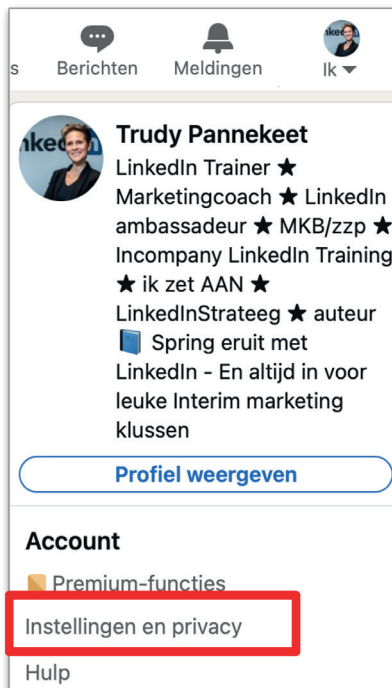 s Berichten Meldingen Ik
Trudy Pannekeet
LinkedIn Trainer ★
Marketingcoach ★ LinkedIn
ambassadeur ★ MKB/zzp ★
Incompany LinkedIn Training
★ ik zet AAN ★
LinkedInStrateeg ★ auteur
📘 Spring eruit met
LinkedIn - En altijd in voor
leuke Interim marketing
klussen
Profiel weergeven
Account
Premium-functies
Instellingen en privacy
Hulp